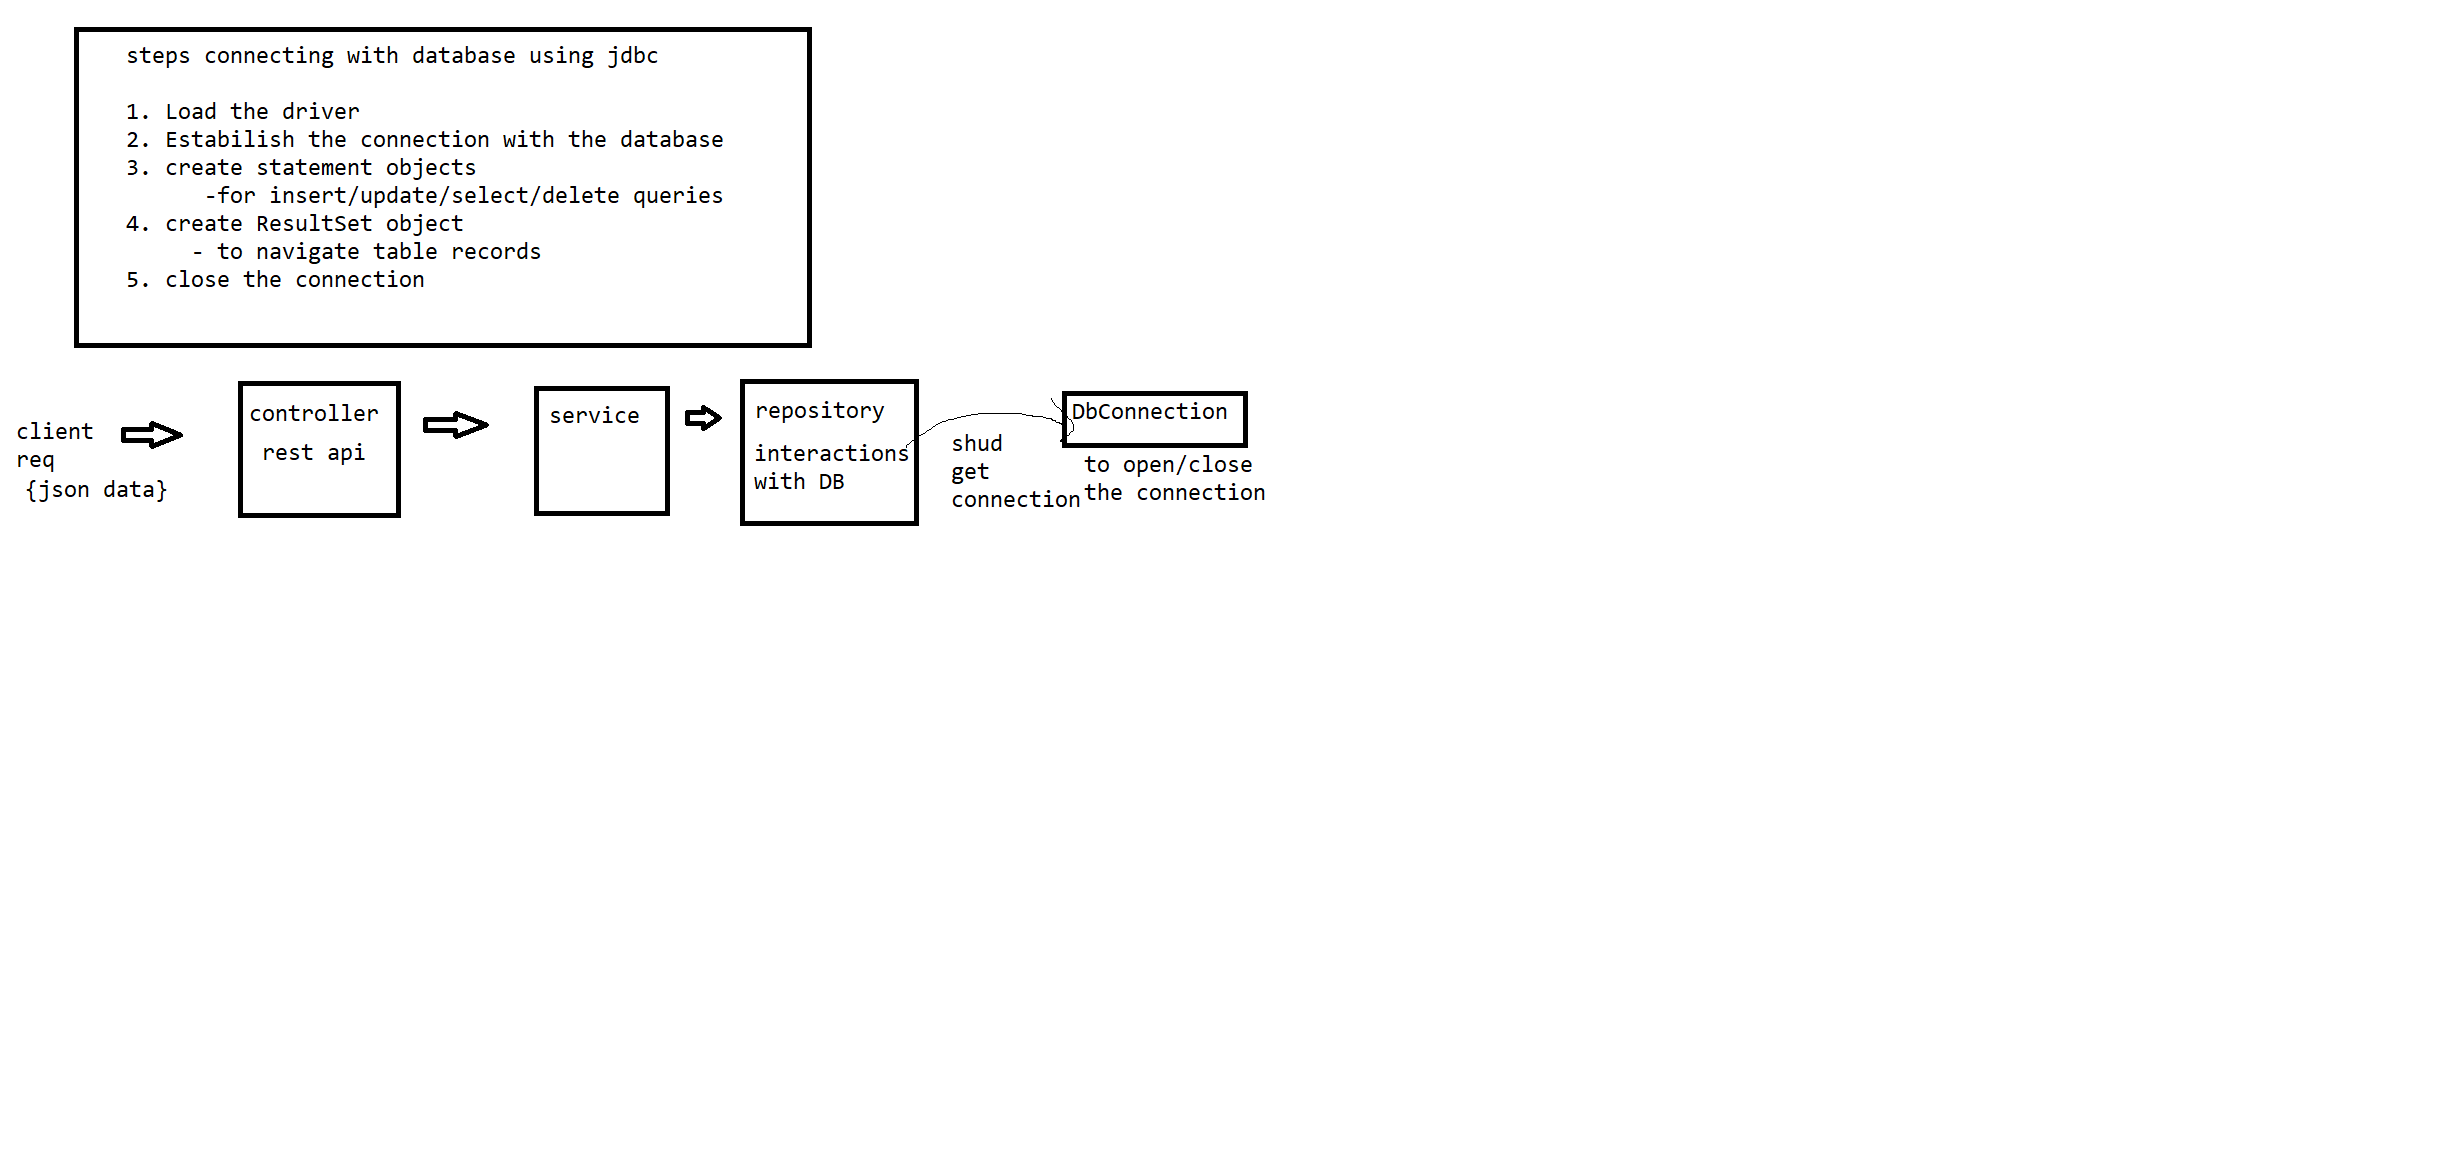 steps connecting with database using jdbc
1. Load the driver
2. Estabilish the connection with the database
3. create statement objects
-for insert/update/select/delete queries
4. create ResultSet object
- to navigate table records
5. close the connection
client
req
{json data}
controller
rest api
service
repository
interactions
with DB
shud
get
connection
DbConnection
to open/close
the connection